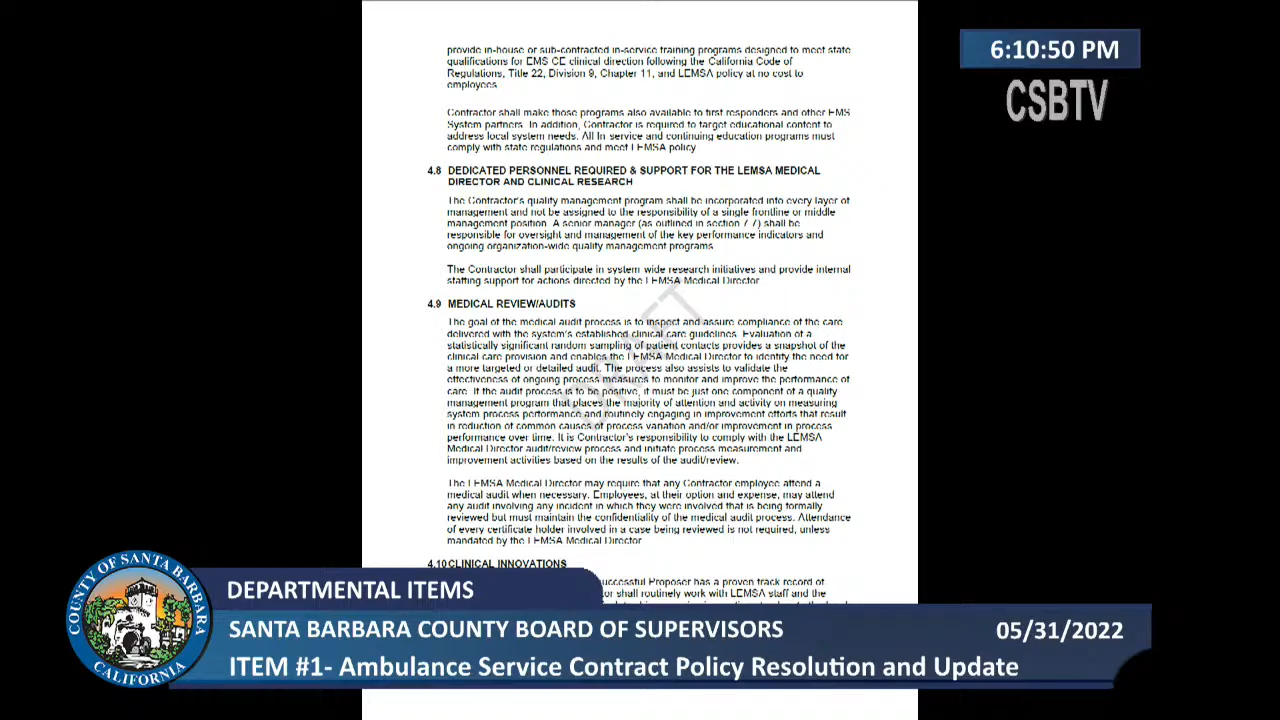 provide in-house or sub-contracted in-service training programs designed to meet state
qualifications for EMS CE clinical direction following the California Code of
Regulations, Title 22, Division 9, Chapter 11, and LEMSA policy at no cost to
employees
Contractor shall make those programs also available to first responders and other EMS
System partners. In addition, Contractor is required to target educational content to
address local system needs. All In-service and continuing education programs must
comply with state regulations and meet LEMSA policy
4.8 DEDICATED PERSONNEL REQUIRED & SUPPORT FOR THE LEMSA MEDICAL
DIRECTOR AND CLINICAL RESEARCH
The Contractor's quality management program shall be incorporated into every layer of
management and not be assigned to the responsibility of a single frontline or middle
management position. A senior manager (as outlined in section 7.7) shall be
responsible for oversight and management of the key performance indicators and
ongoing organization-wide quality management programs
The Contractor shall participate in system wide research initiatives and provide internal
staffing support for actions directed by the LEMSA Medical Director
4.9 MEDICAL REVIEW/AUDITS
The goal of the medical audit process is to inspect and assure compliance of the care
delivered with the system's established clinical care guidelines. Evaluation of a
statistically significant random sampling of patient contacts provides a snapshot of the
clinical care provision and enables the LEMSA Medical Director to identify the need for
a more targeted or detailed audit. The process also assists to validate the
effectiveness of ongoing process measures to monitor and improve the performance of
care. If the audit process is to be positive, it must be just one component of a quality
management program that places the majority of attention and activity on measuring
system process performance and routinely engaging in improvement efforts that result
in reduction of common causes of process variation and/or improvement in process
performance over time. It is Contractor's responsibility to comply with the LEMSA
Medical Director audit/review process and initiate process measurement and
improvement activities based on the results of the audit/review.
The LEMSA Medical Director may require that any Contractor employee attend a
medical audit when necessary. Employees, at their option and expense, may attend
any audit involving any incident in which they were involved that is being formally
reviewed but must maintain the confidentiality of the medical audit process. Attendance
of every certificate holder involved in a case being reviewed is not required, unless
mandated by the LEMSA Medical Director
4.10 CLINICAL INNOVATIONS
uccessful Proposer has a proven track record of
tor shall routinely work with LEMSA staff and the
DRAFT
6:10:50 PM
CSBTV
COUNTY OF SANTA BARBARA
CALIFORNIA
DEPARTMENTAL ITEMS
SANTA BARBARA COUNTY BOARD OF SUPERVISORS 05/31/2022
ITEM #1- Ambulance Service Contract Policy Resolution and Update